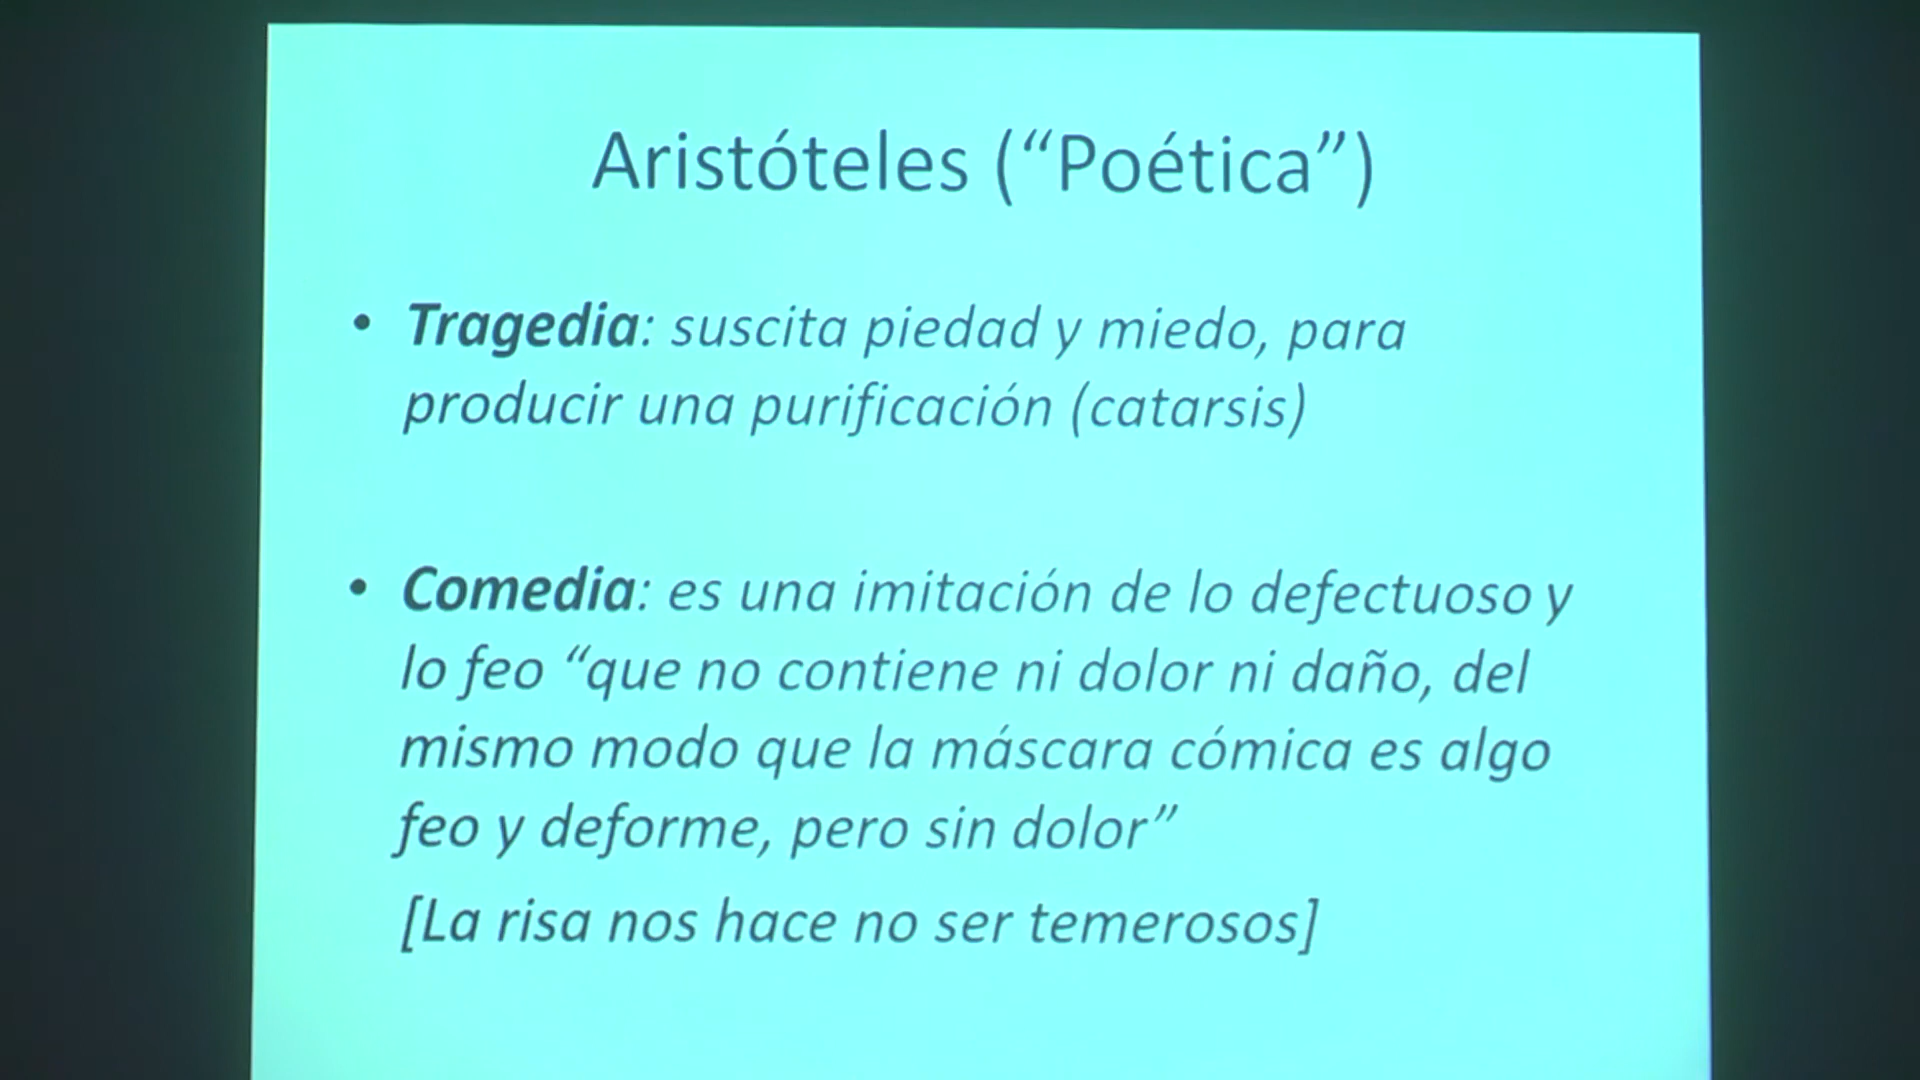 Aristóteles (“Poética”)
• Tragedia: suscita piedad y miedo, para
producir una purificación (catarsis)
• Comedia: es una imitación de lo defectuoso y
lo feo “que no contiene ni dolor ni daño, del
mismo modo que la máscara cómica es algo
feo y deforme, pero sin dolor”
[La risa nos hace no ser temerosos]